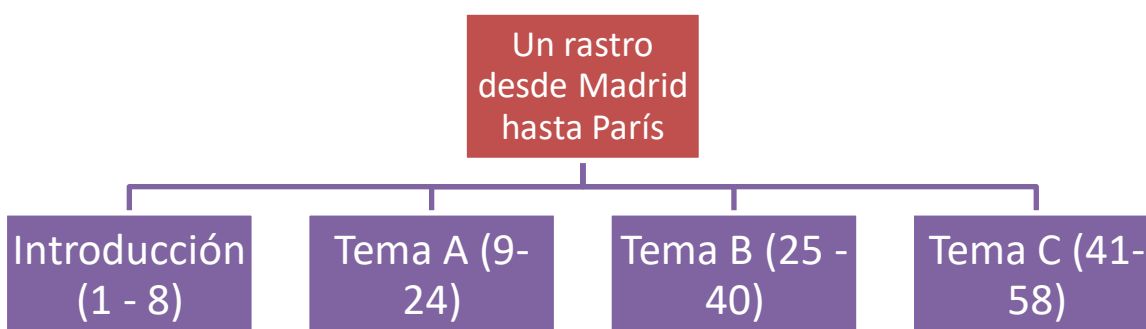 Un rastro
desde Madrid
hasta París
Introducción
(1 - 8)
Tema A (9-
24)
Tema B (25 -
40)
Tema C (41-
58)